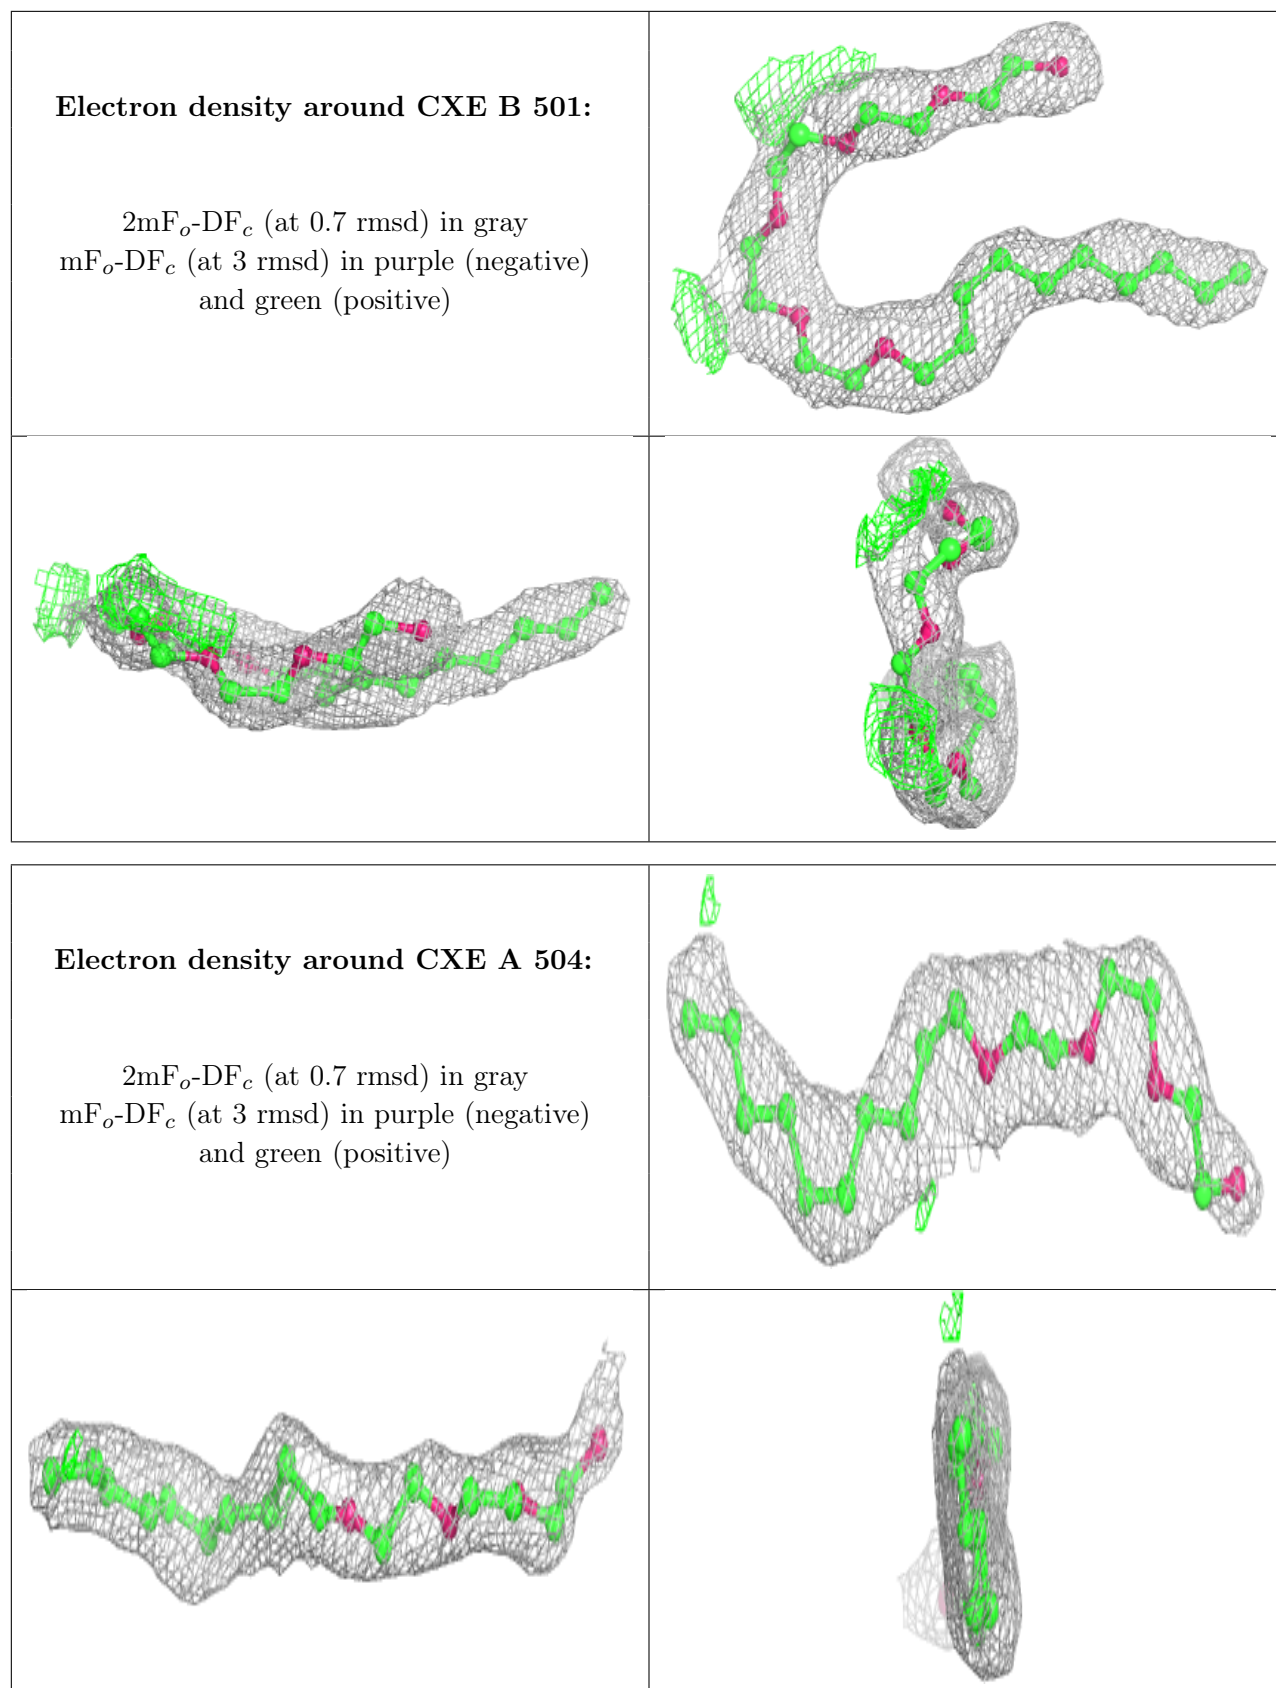 Electron density around CXE B 501:
2mFo-DFc (at 0.7 rmsd) in gray
mFo-DFc (at 3 rmsd) in purple (negative)
and green (positive)
Electron density around CXE A 504:
2mFo-DFc (at 0.7 rmsd) in gray
mFo-DFc (at 3 rmsd) in purple (negative)
and green (positive)